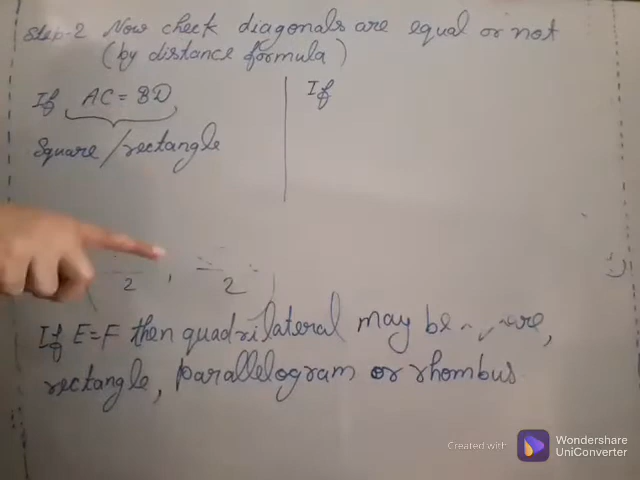 Step-2 Now check diagonals are equal or not
(by distance formula)
If AC = BD
Square/rectangle
If
2 , 2
If E=F then quadrilateral may be
rectangle, parallelogram or rhombus
Created with
Wondershare
UniConverter